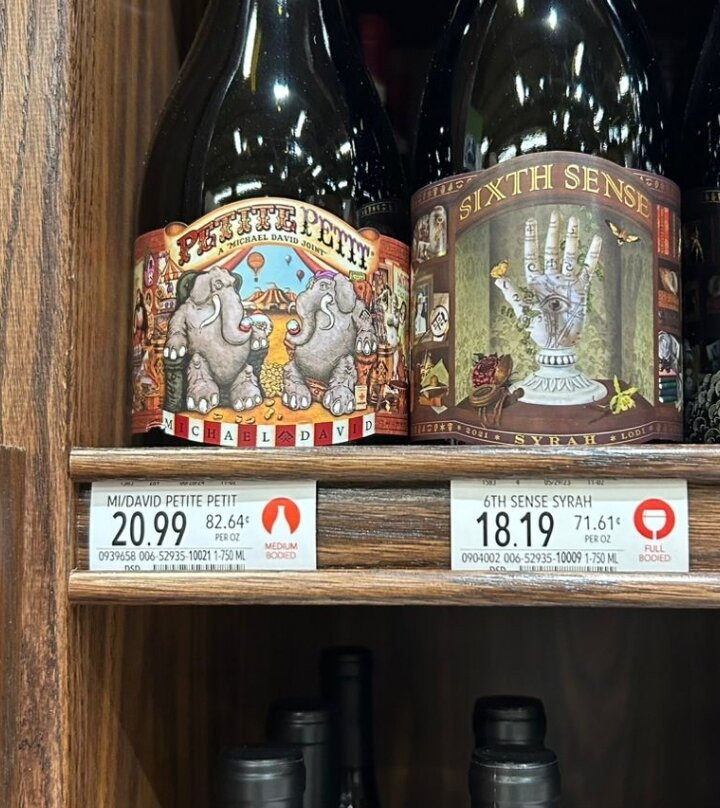 PETITE PETIT
A "MICHAEL DAVID JOINT"
MICHAEL DAVID
SIXTH SENSE
2021 SYRAH LODI
MI/DAVID PETITE PETIT
20.99
82.64¢
PER OZ
MEDIUM
BODIED
0939658 006-52935-10021 1-750 ML
6TH SENSE SYRAH
18.19
71.61¢
PER OZ
FULL
BODIED
0904002 006-52935-10009 1-750 ML